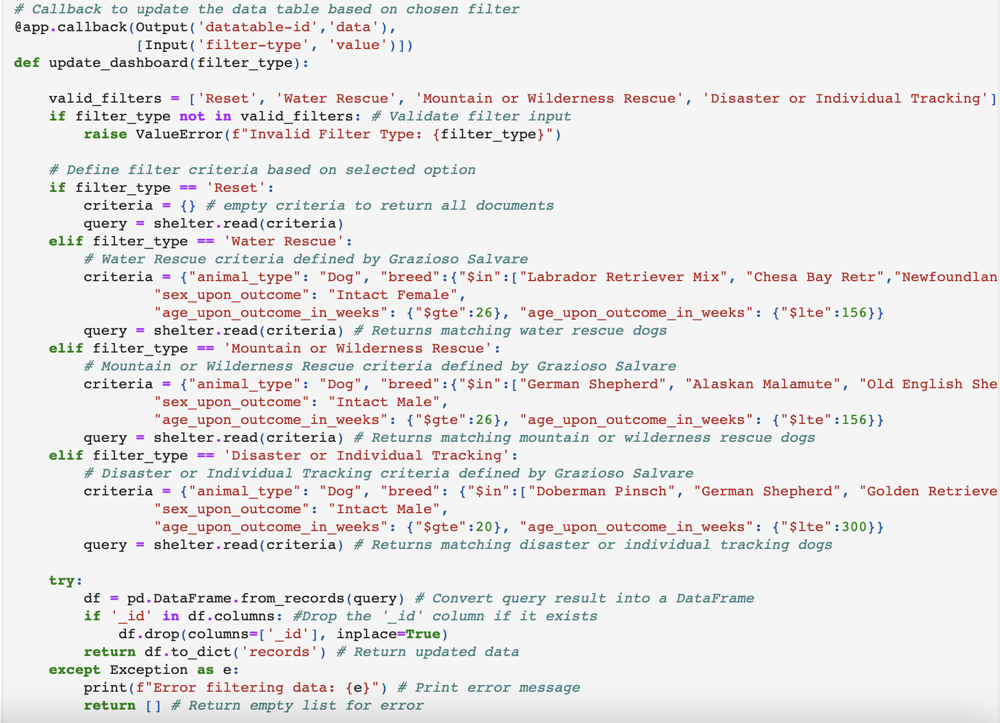 # Callback to update the data table based on chosen filter
@app.callback(Output('datatable-id','data'),
              [Input('filter-type', 'value')])
def update_dashboard(filter_type):

    valid_filters = ['Reset', 'Water Rescue', 'Mountain or Wilderness Rescue', 'Disaster or Individual Tracking']
    if filter_type not in valid_filters: # Validate filter input
        raise ValueError(f"Invalid Filter Type: {filter_type}")

    # Define filter criteria based on selected option
    if filter_type == 'Reset':
        criteria = {} # empty criteria to return all documents
        query = shelter.read(criteria)
    elif filter_type == 'Water Rescue':
        # Water Rescue criteria defined by Grazioso Salvare
        criteria = {"animal_type": "Dog", "breed":{"$in":["Labrador Retriever Mix", "Chesa Bay Retr","Newfoundlan
                "sex_upon_outcome": "Intact Female",
                "age_upon_outcome_in_weeks": {"$gte":26}, "age_upon_outcome_in_weeks": {"$lte":156}}
        query = shelter.read(criteria) # Returns matching water rescue dogs
    elif filter_type == 'Mountain or Wilderness Rescue':
        # Mountain or Wilderness Rescue criteria defined by Grazioso Salvare
        criteria = {"animal_type": "Dog", "breed":{"$in":["German Shepherd", "Alaskan Malamute", "Old English She
                "sex_upon_outcome": "Intact Male",
                "age_upon_outcome_in_weeks": {"$gte":26}, "age_upon_outcome_in_weeks": {"$lte":156}}
        query = shelter.read(criteria) # Returns matching mountain or wilderness rescue dogs
    elif filter_type == 'Disaster or Individual Tracking':
        # Disaster or Individual Tracking criteria defined by Grazioso Salvare
        criteria = {"animal_type": "Dog", "breed": {"$in":["Doberman Pinsch", "German Shepherd", "Golden Retrieve
                "sex_upon_outcome": "Intact Male",
                "age_upon_outcome_in_weeks": {"$gte":20}, "age_upon_outcome_in_weeks": {"$lte":300}}
        query = shelter.read(criteria) # Returns matching disaster or individual tracking dogs

    try:
        df = pd.DataFrame.from_records(query) # Convert query result into a DataFrame
        if '_id' in df.columns: #Drop the '_id' column if it exists
            df.drop(columns=['_id'], inplace=True)
        return df.to_dict('records') # Return updated data
    except Exception as e:
        print(f"Error filtering data: {e}") # Print error message
        return [] # Return empty list for error